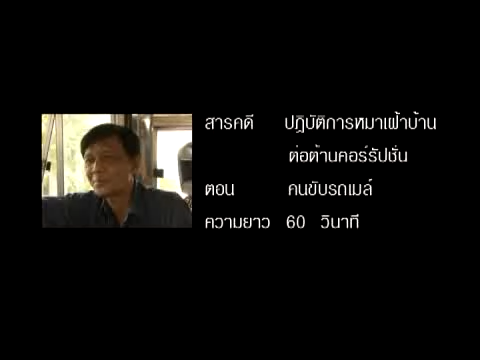 สารคดี ปฏิบัติการหมาเฝ้าบ้าน
ต่อต้านคอร์รัปชั่น
ตอน คนขับรถเมล์
ความยาว 60 วินาที